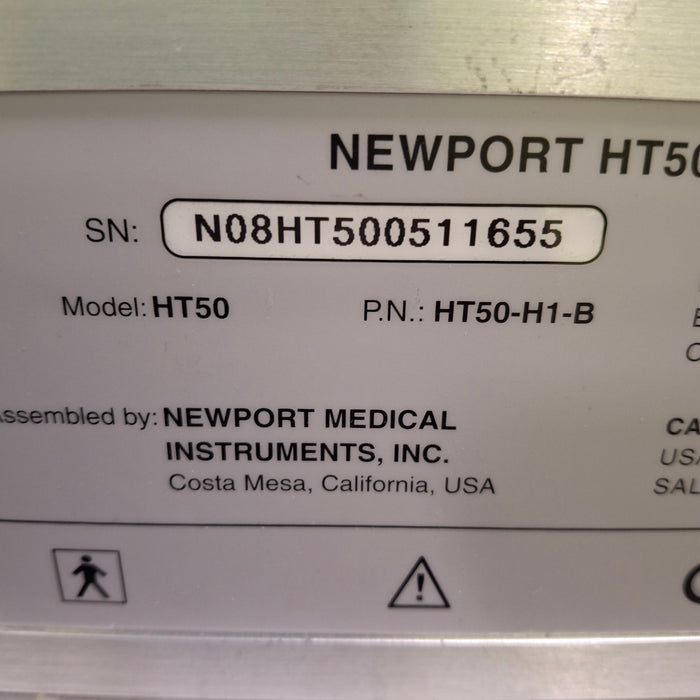 NEWPORT HT50
SN: N08HT500511655
Model: HT50 P.N.: HT50-H1-B
Assembled by: NEWPORT MEDICAL
INSTRUMENTS, INC.
Costa Mesa, California, USA